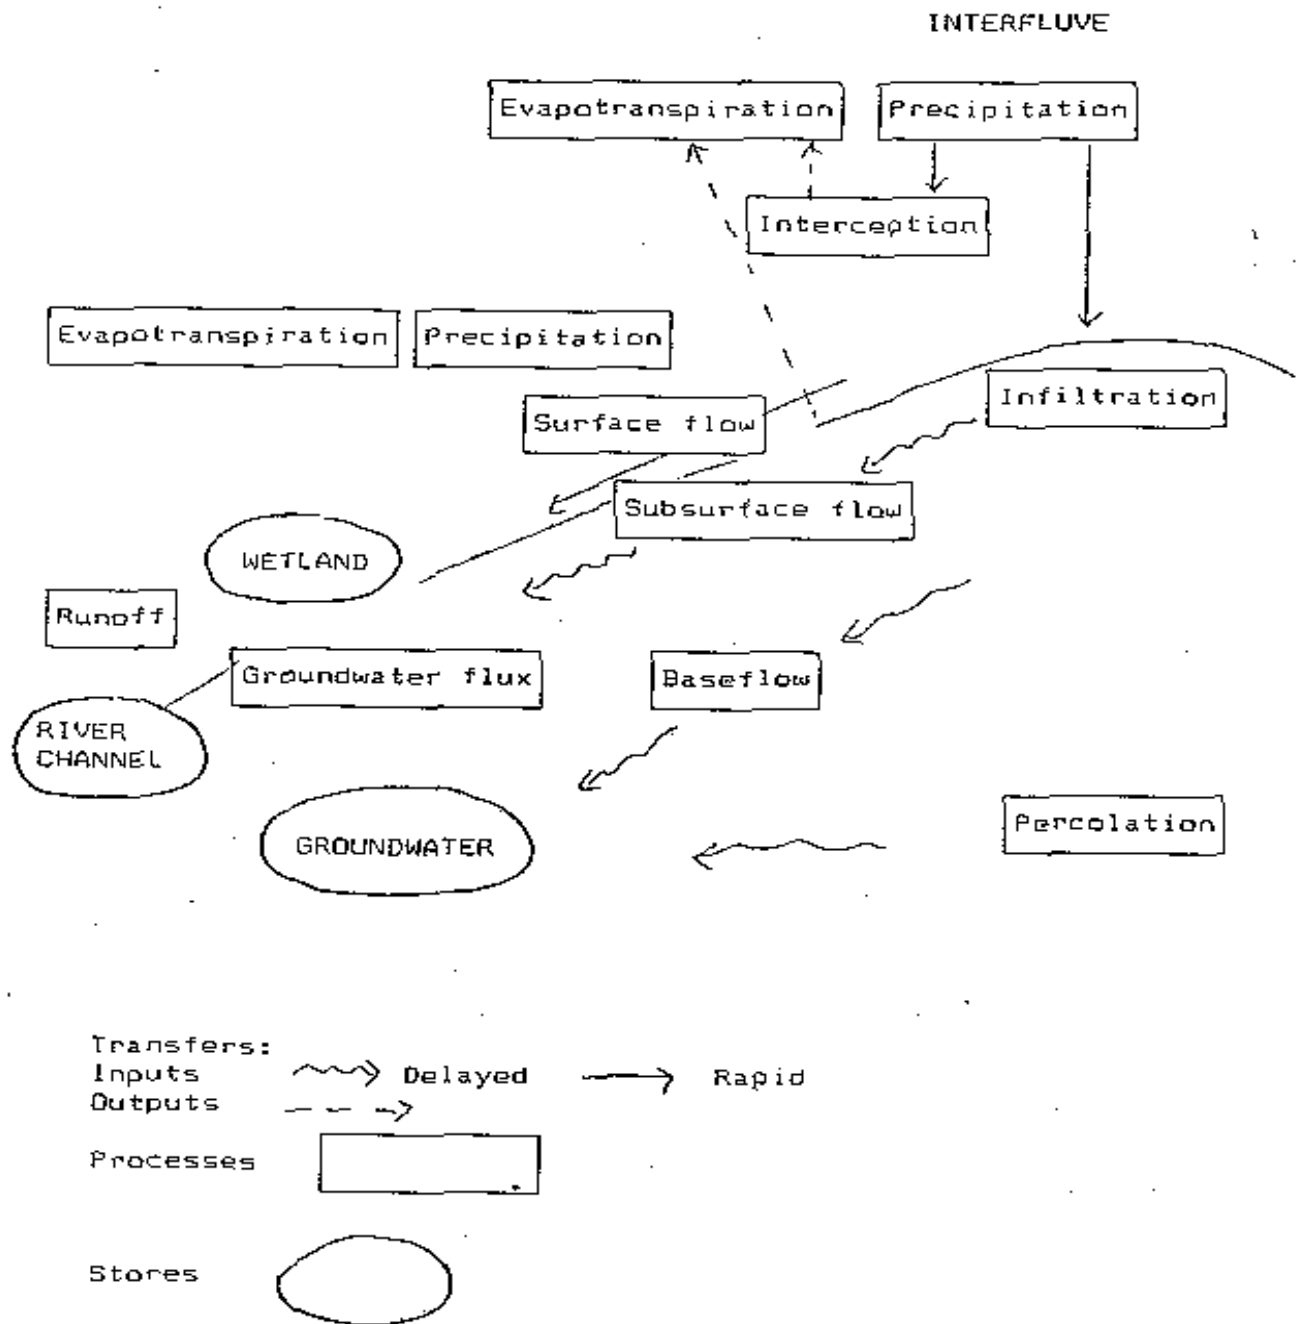 INTERFLUVE
Evapotranspiration
Precipitation
Interception
Evapotranspiration
Precipitation
Infiltration
Surface flow
Subsurface flow
WETLAND
Runoff
Groundwater flux
Baseflow
RIVER
CHANNEL
Percolation
GROUNDWATER
Transfers:
Inputs Delayed Rapid
Outputs
Processes
Stores